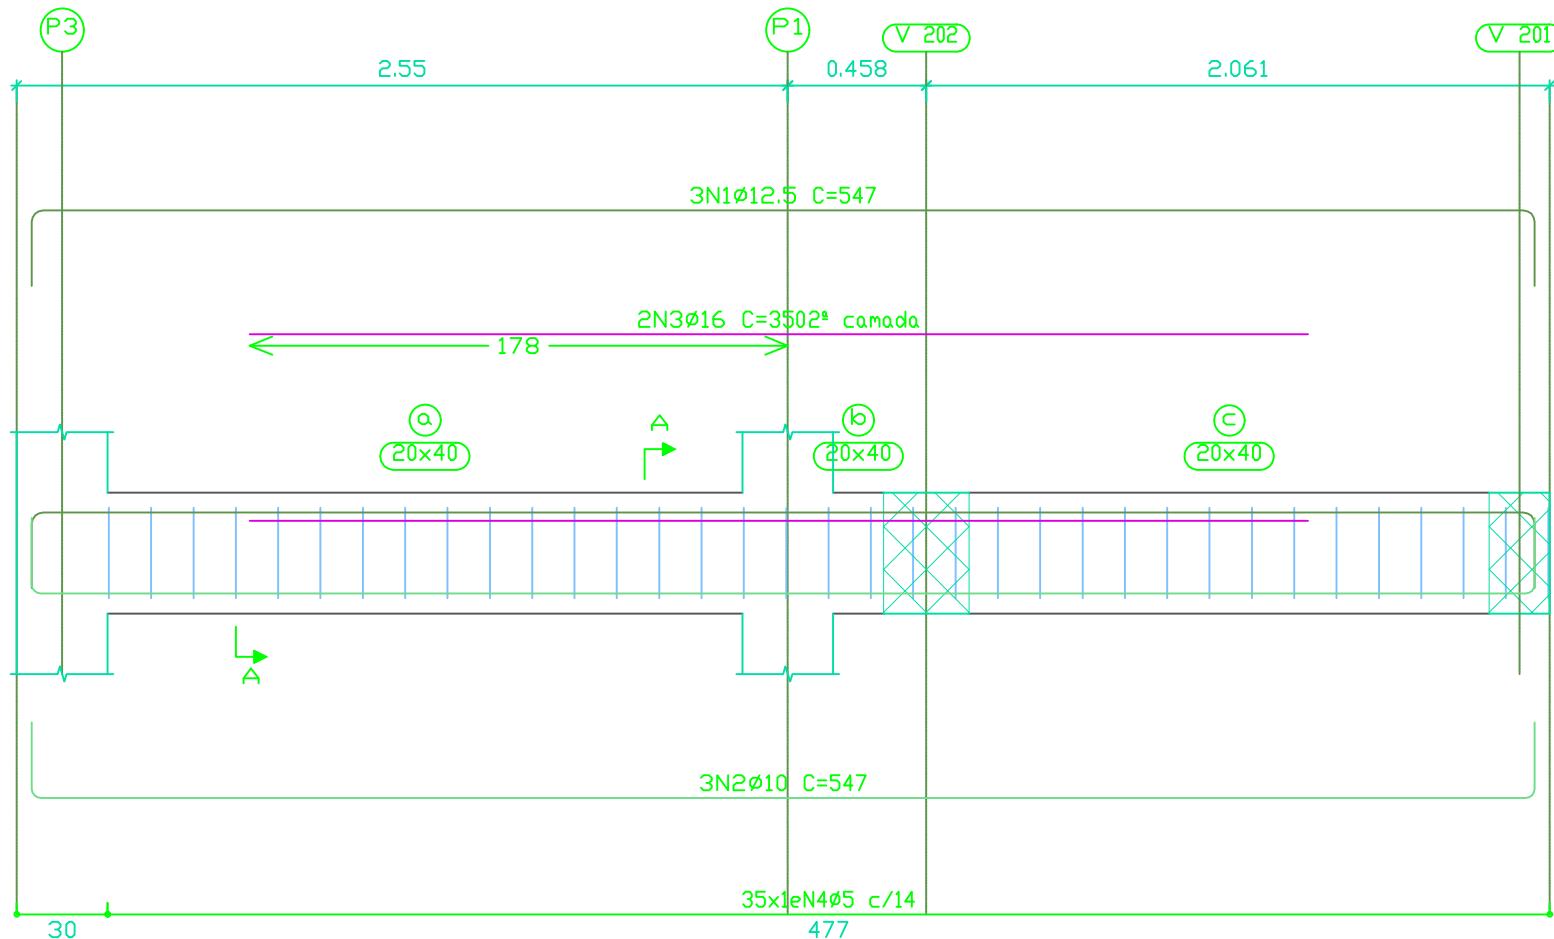 P3
P1
V 202
V 201
2.55
0.458
2.061
3N1ø12.5 C=547
2N3ø16 C=3502ª camada
178
a
A
b
c
20x40
20x40
20x40
A
3N2ø10 C=547
35x1eN4ø5 c/14
30
477